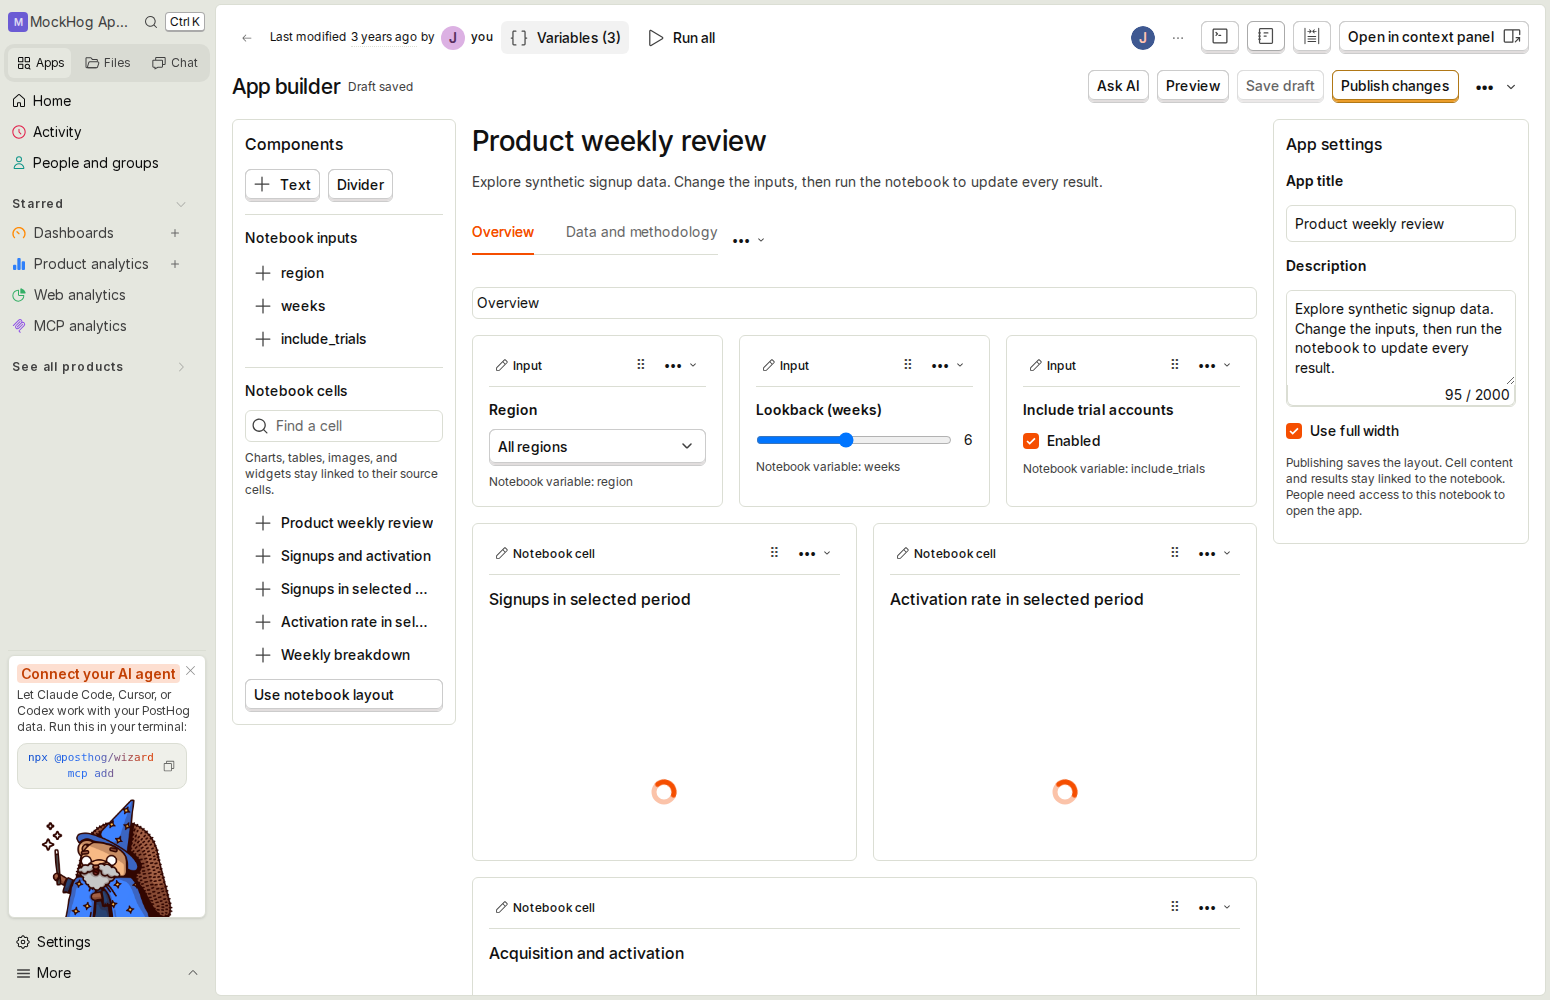 M
MockHog Ap...
Ctrl K
Apps
Files
Chat
Home
Activity
People and groups
Starred
Dashboards
Product analytics
Web analytics
MCP analytics
See all products
Connect your AI agent
Let Claude Code, Cursor, or
Codex work with your PostHog
data. Run this in your terminal:
npx @posthog/wizard
mcp add
Settings
More
Last modified 3 years ago by J you
Variables (3)
Run all
J
Open in context panel
App builder
Draft saved
Ask AI
Preview
Save draft
Publish changes
Components
Text
Divider
Notebook inputs
region
weeks
include_trials
Notebook cells
Find a cell
Charts, tables, images, and
widgets stay linked to their source
cells.
Product weekly review
Signups and activation
Signups in selected ...
Activation rate in sel...
Weekly breakdown
Use notebook layout
Product weekly review
Explore synthetic signup data. Change the inputs, then run the notebook to update every result.
Overview
Data and methodology
Overview
Input
Region
All regions
Notebook variable: region
Input
Lookback (weeks)
6
Notebook variable: weeks
Input
Include trial accounts
Enabled
Notebook variable: include_trials
Notebook cell
Signups in selected period
Notebook cell
Activation rate in selected period
Notebook cell
Acquisition and activation
App settings
App title
Product weekly review
Description
Explore synthetic signup data.
Change the inputs, then run the
notebook to update every
result.
95 / 2000
Use full width
Publishing saves the layout. Cell content
and results stay linked to the notebook.
People need access to this notebook to
open the app.